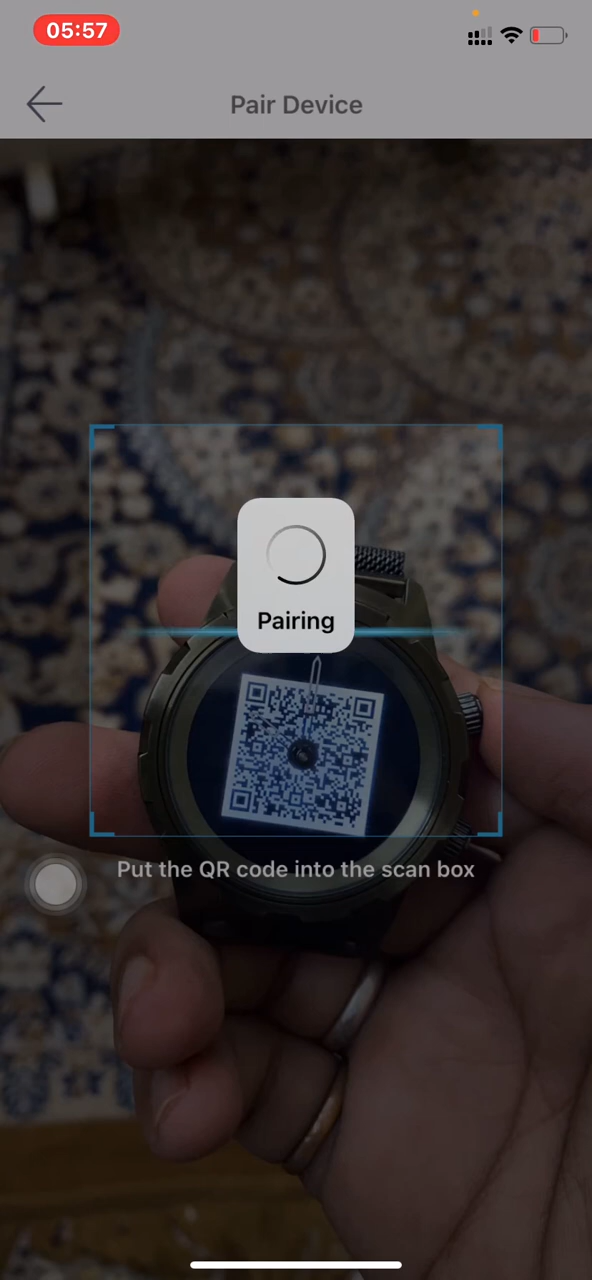 05:57
Pair Device
Pairing
Put the QR code into the scan box